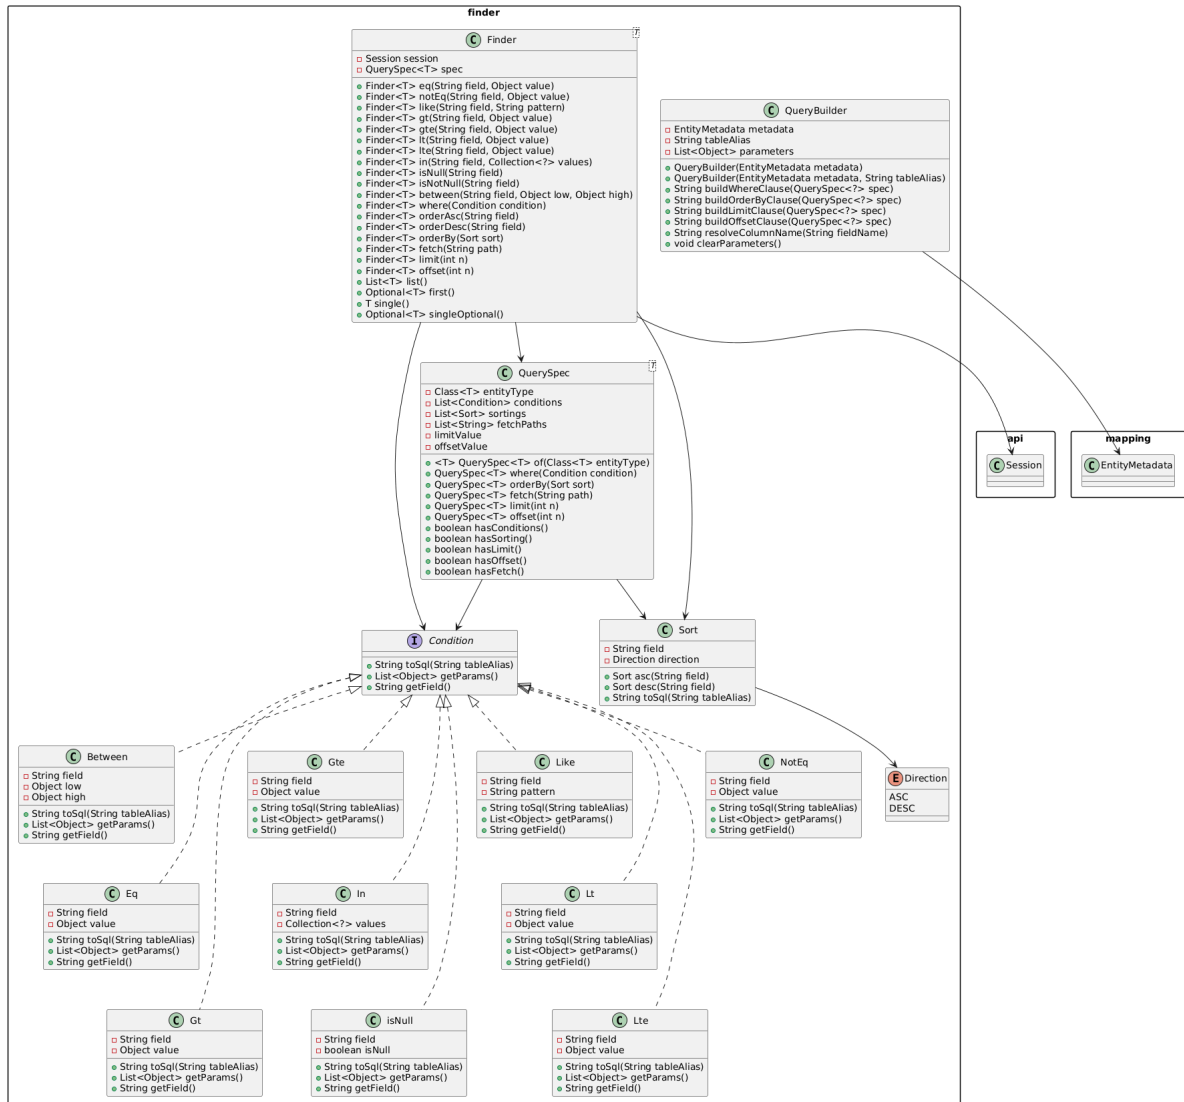 finder
C Finder
T
Session session
QuerySpec<T> spec
Finder<T> eq(String field, Object value)
Finder<T> notEq(String field, Object value)
Finder<T> like(String field, String pattern)
Finder<T> gt(String field, Object value)
Finder<T> gte(String field, Object value)
Finder<T> lt(String field, Object value)
Finder<T> lte(String field, Object value)
Finder<T> in(String field, Collection<?> values)
Finder<T> isNull(String field)
Finder<T> isNotNull(String field)
Finder<T> between(String field, Object low, Object high)
Finder<T> where(Condition condition)
Finder<T> orderAsc(String field)
Finder<T> orderDesc(String field)
Finder<T> orderBy(Sort sort)
Finder<T> fetch(String path)
Finder<T> limit(int n)
Finder<T> offset(int n)
List<T> list()
Optional<T> first()
T single()
Optional<T> singleOptional()
C QueryBuilder
EntityMetadata metadata
String tableAlias
List<Object> parameters
QueryBuilder(EntityMetadata metadata)
QueryBuilder(EntityMetadata metadata, String tableAlias)
String buildWhereClause(QuerySpec<?> spec)
String buildOrderByClause(QuerySpec<?> spec)
String buildLimitClause(QuerySpec<?> spec)
String buildOffsetClause(QuerySpec<?> spec)
String resolveColumnName(String fieldName)
void clearParameters()
C QuerySpec
T
Class<T> entityType
List<Condition> conditions
List<Sort> sortings
List<String> fetchPaths
limitValue
offsetValue
<T> QuerySpec<T> of(Class<T> entityType)
QuerySpec<T> where(Condition condition)
QuerySpec<T> orderBy(Sort sort)
QuerySpec<T> fetch(String path)
QuerySpec<T> limit(int n)
QuerySpec<T> offset(int n)
boolean hasConditions()
boolean hasSorting()
boolean hasLimit()
boolean hasOffset()
boolean hasFetch()
api
C Session
mapping
C EntityMetadata
I Condition
String toSql(String tableAlias)
List<Object> getParams()
String getField()
C Sort
String field
Direction direction
Sort asc(String field)
Sort desc(String field)
String toSql(String tableAlias)
C Between
String field
Object low
Object high
String toSql(String tableAlias)
List<Object> getParams()
String getField()
C Gte
String field
Object value
String toSql(String tableAlias)
List<Object> getParams()
String getField()
C Like
String field
String pattern
String toSql(String tableAlias)
List<Object> getParams()
String getField()
C NotEq
String field
Object value
String toSql(String tableAlias)
List<Object> getParams()
String getField()
E Direction
ASC
DESC
C Eq
String field
Object value
String toSql(String tableAlias)
List<Object> getParams()
String getField()
C In
String field
Collection<?> values
String toSql(String tableAlias)
List<Object> getParams()
String getField()
C Lt
String field
Object value
String toSql(String tableAlias)
List<Object> getParams()
String getField()
C Gt
String field
Object value
String toSql(String tableAlias)
List<Object> getParams()
String getField()
C isNull
String field
boolean isNull
String toSql(String tableAlias)
List<Object> getParams()
String getField()
C Lte
String field
Object value
String toSql(String tableAlias)
List<Object> getParams()
String getField()